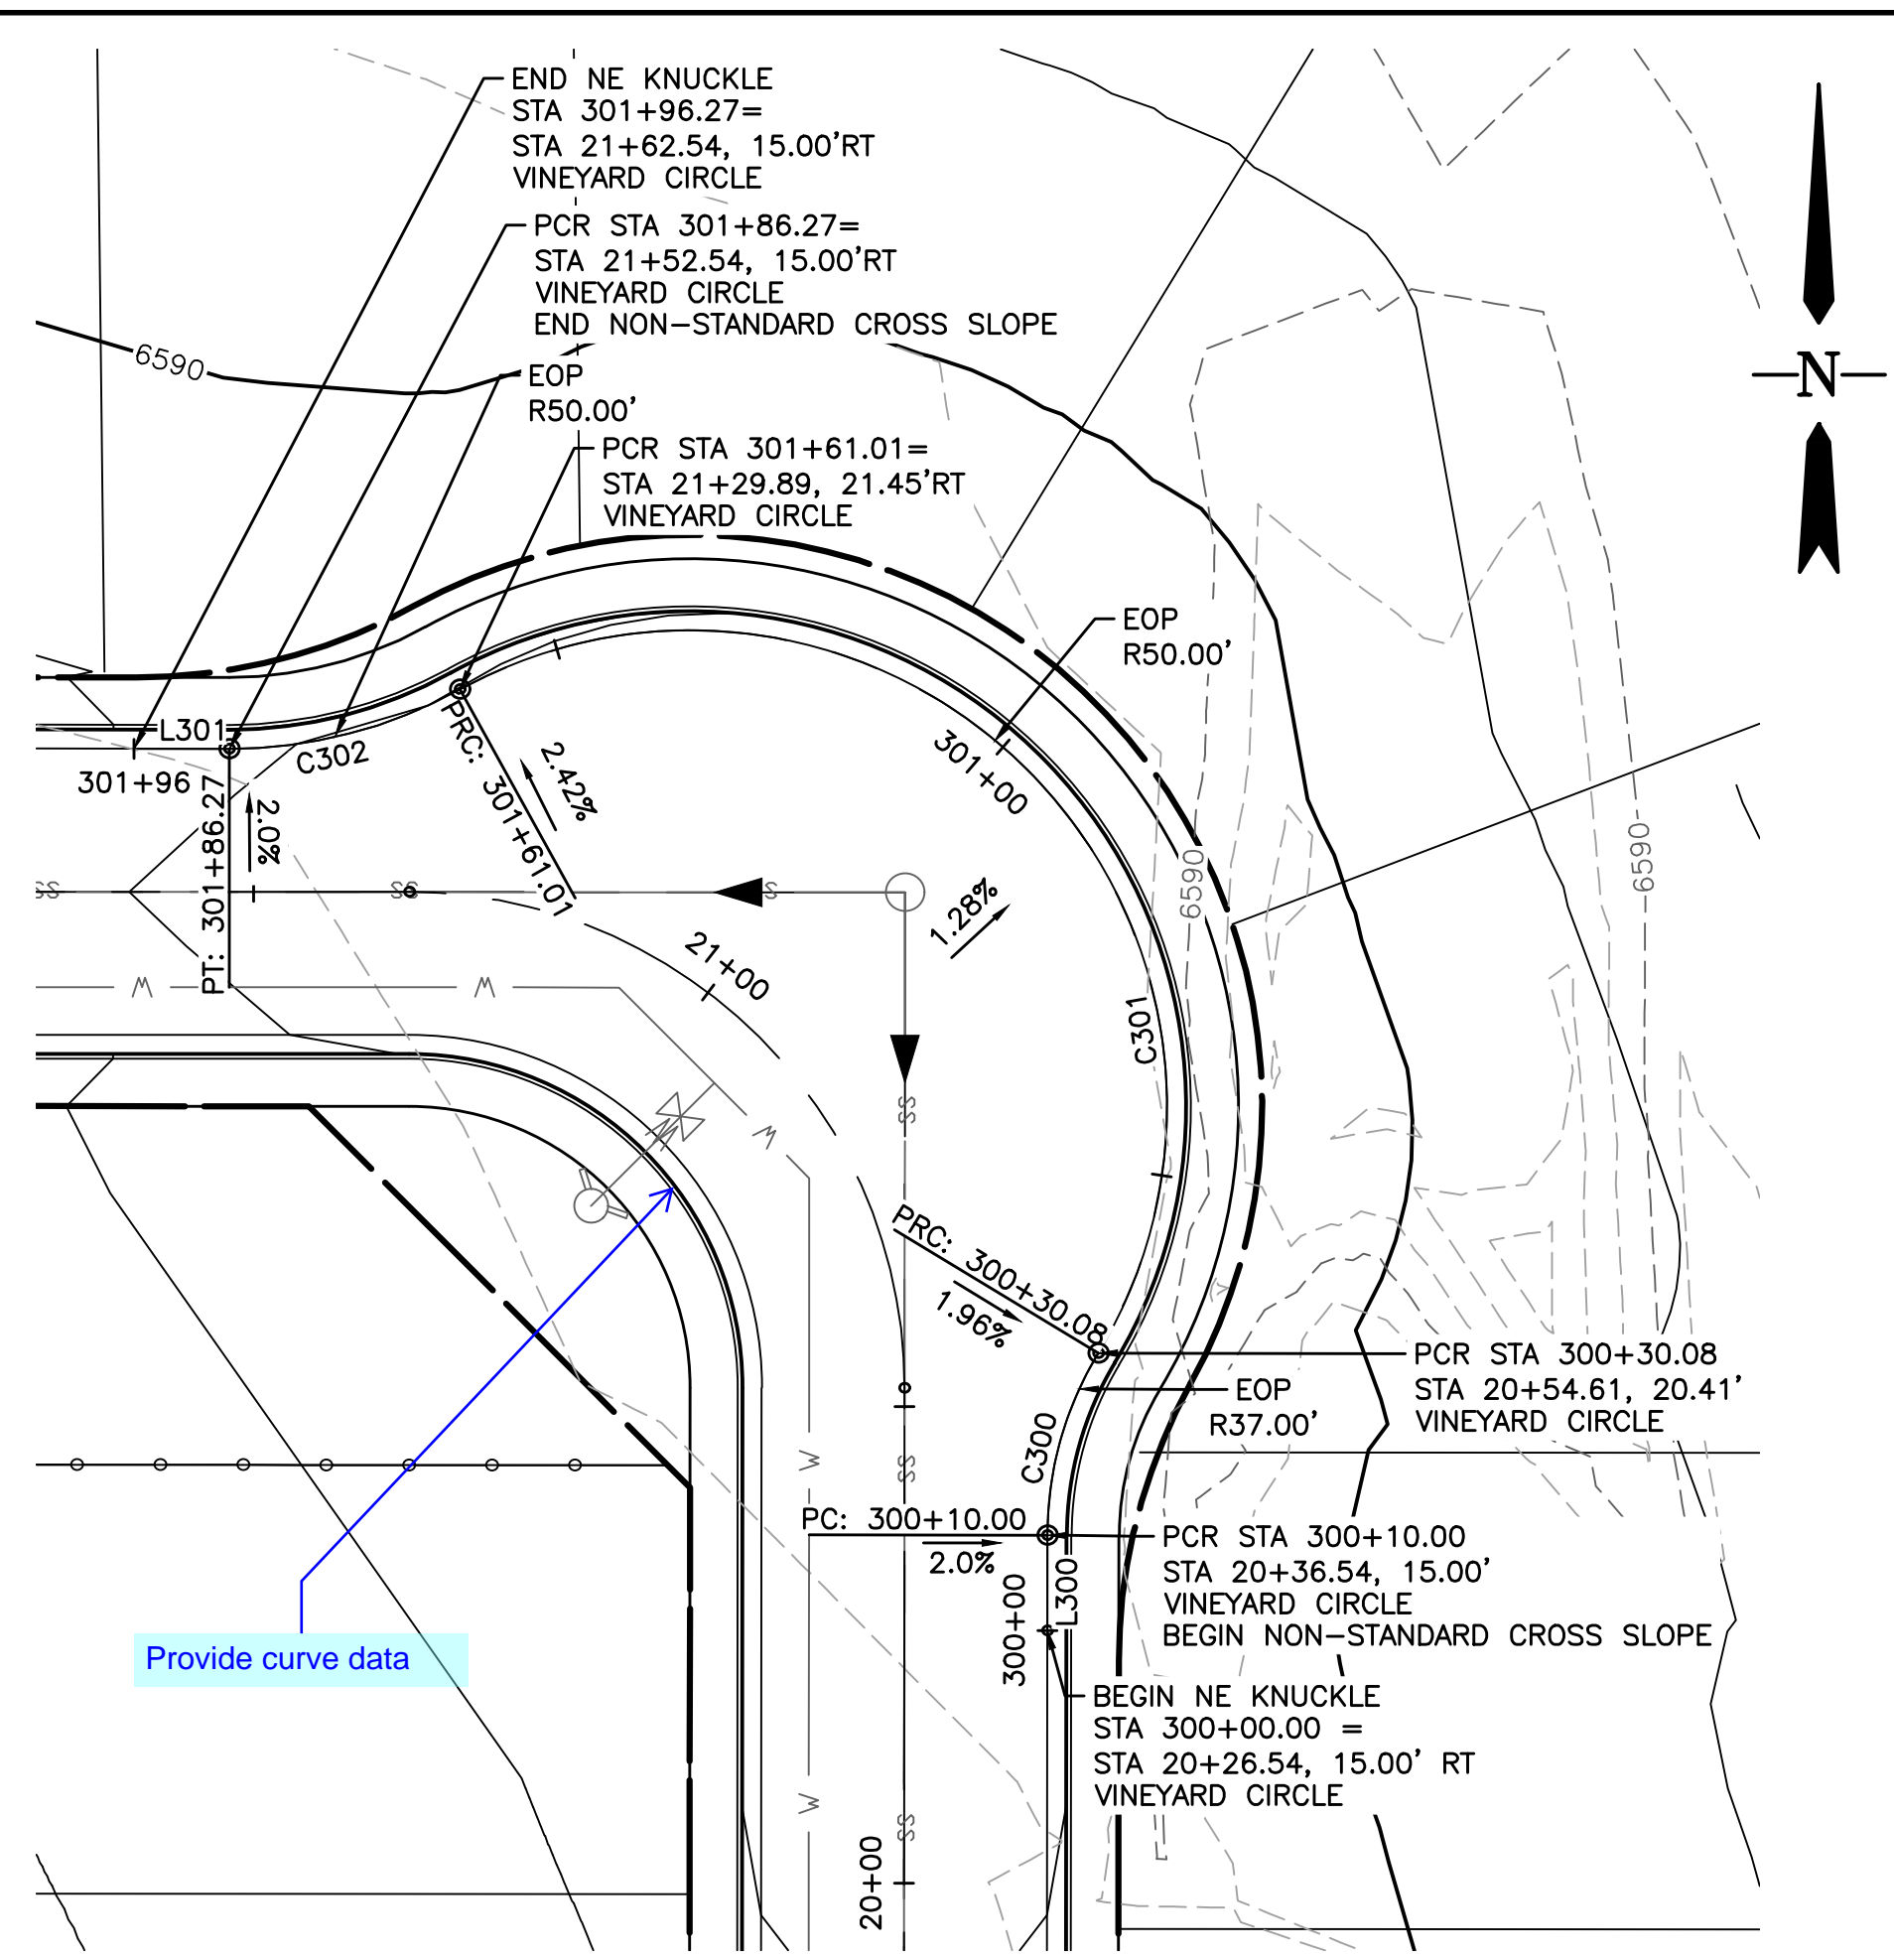 END NE KNUCKLE
STA 301+96.27=
STA 21+62.54, 15.00'RT
VINEYARD CIRCLE
PCR STA 301+86.27=
STA 21+52.54, 15.00'RT
VINEYARD CIRCLE
END NON-STANDARD CROSS SLOPE
EOP
R50.00'
PCR STA 301+61.01=
STA 21+29.89, 21.45'RT
VINEYARD CIRCLE
6590
N
EOP
R50.00'
L301
C302
301+96
PT: 301+86.27
2.0%
PRC: 301+61.01
2.42%
301+00
1.28%
6590
6590
SS
SS
S
21+00
W
W
W
C301
SS
PRC: 300+30.08
1.96%
PCR STA 300+30.08
STA 20+54.61, 20.41'
VINEYARD CIRCLE
EOP
R37.00'
C300
W
SS
PC: 300+10.00
2.0%
PCR STA 300+10.00
STA 20+36.54, 15.00'
VINEYARD CIRCLE
BEGIN NON-STANDARD CROSS SLOPE
300+00
L300
Provide curve data
BEGIN NE KNUCKLE
STA 300+00.00 =
STA 20+26.54, 15.00' RT
VINEYARD CIRCLE
W
SS
20+00